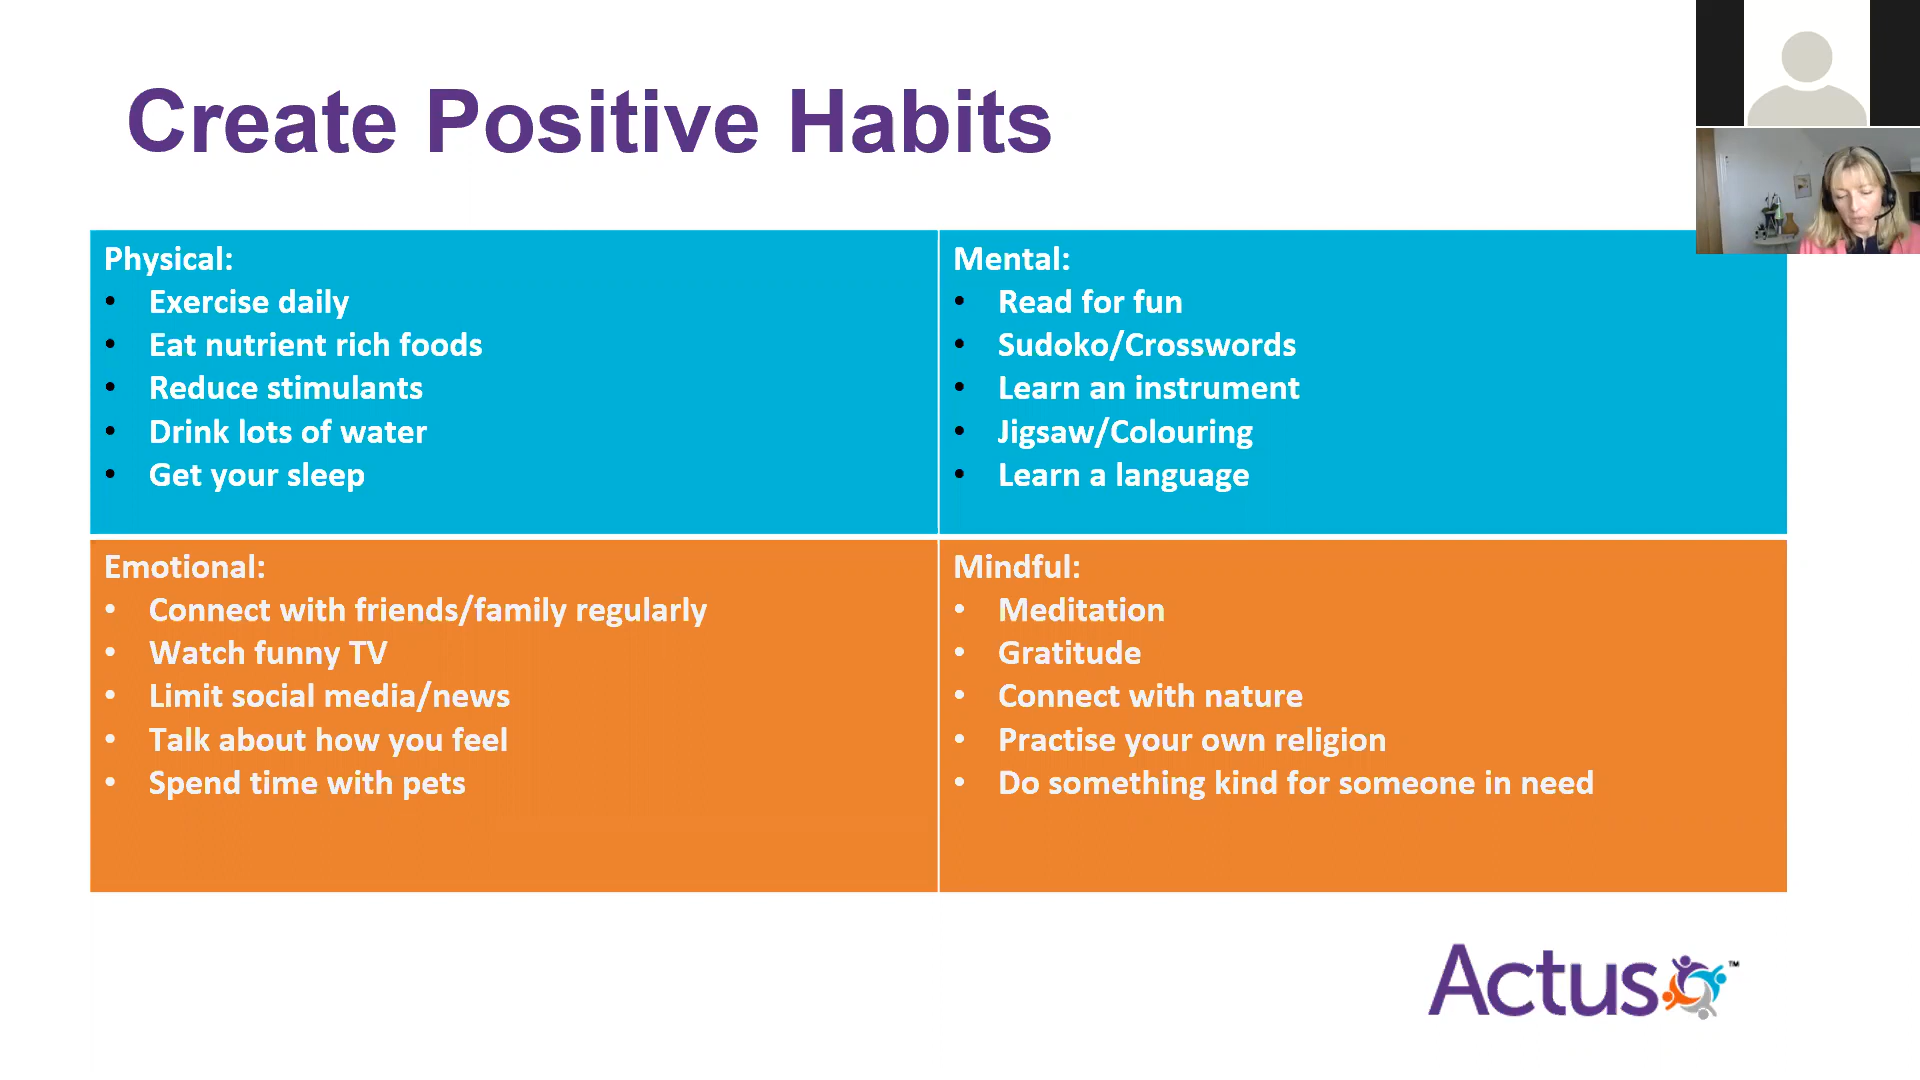 Create Positive Habits
Physical:
• Exercise daily
• Eat nutrient rich foods
• Reduce stimulants
• Drink lots of water
• Get your sleep
Mental:
• Read for fun
• Sudoko/Crosswords
• Learn an instrument
• Jigsaw/Colouring
• Learn a language
Emotional:
• Connect with friends/family regularly
• Watch funny TV
• Limit social media/news
• Talk about how you feel
• Spend time with pets
Mindful:
• Meditation
• Gratitude
• Connect with nature
• Practise your own religion
• Do something kind for someone in need
Actus™